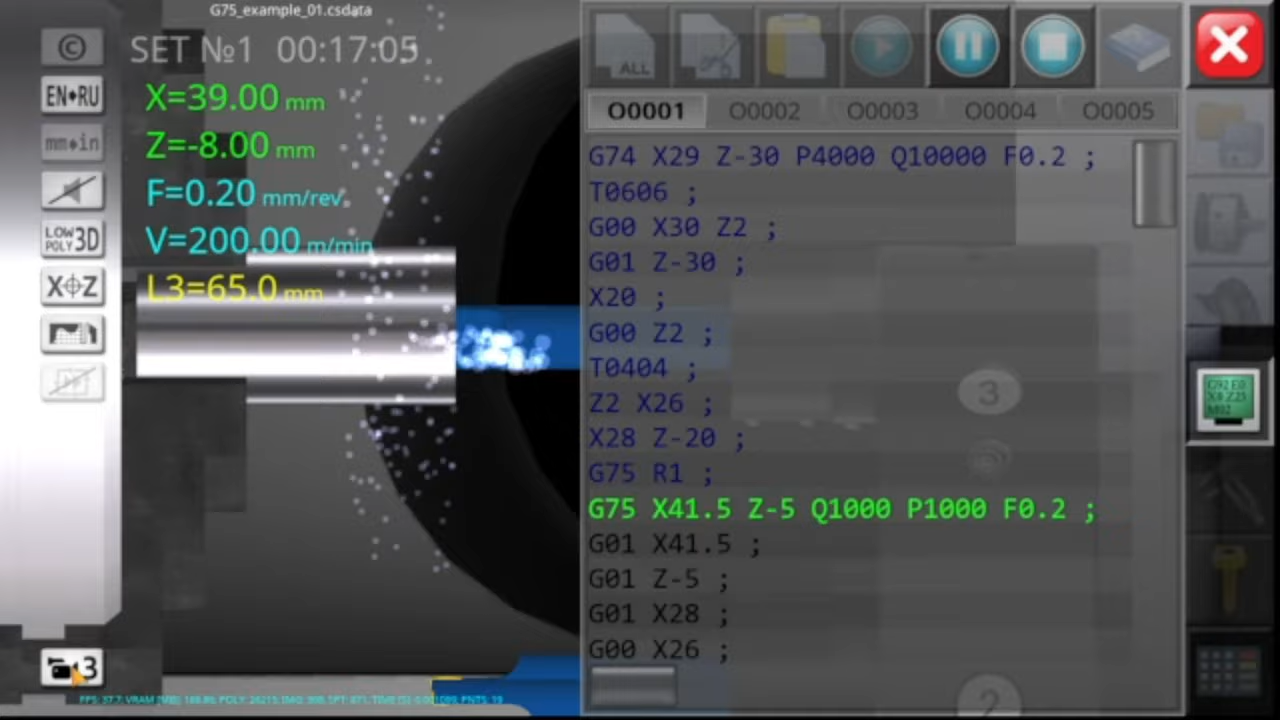 G75_example_01.csdata
©
SET №1 00:17:05
EN•RU
X=39.00 mm
mm•in
Z=-8.00 mm
F=0.20 mm/rev
LOW POLY 3D
V=200.00 m/min
X Z
L3=65.0 mm
3
ALL
O0001 O0002 O0003 O0004 O0005
G74 X29 Z-30 P4000 Q10000 F0.2 ;
T0606 ;
G00 X30 Z2 ;
G01 Z-30 ;
X20 ;
G00 Z2 ;
T0404 ;
Z2 X26 ;
X28 Z-20 ;
G75 R1 ;
G75 X41.5 Z-5 Q1000 P1000 F0.2 ;
G01 X41.5 ;
G01 Z-5 ;
G01 X28 ;
G00 X26 ;
3
2